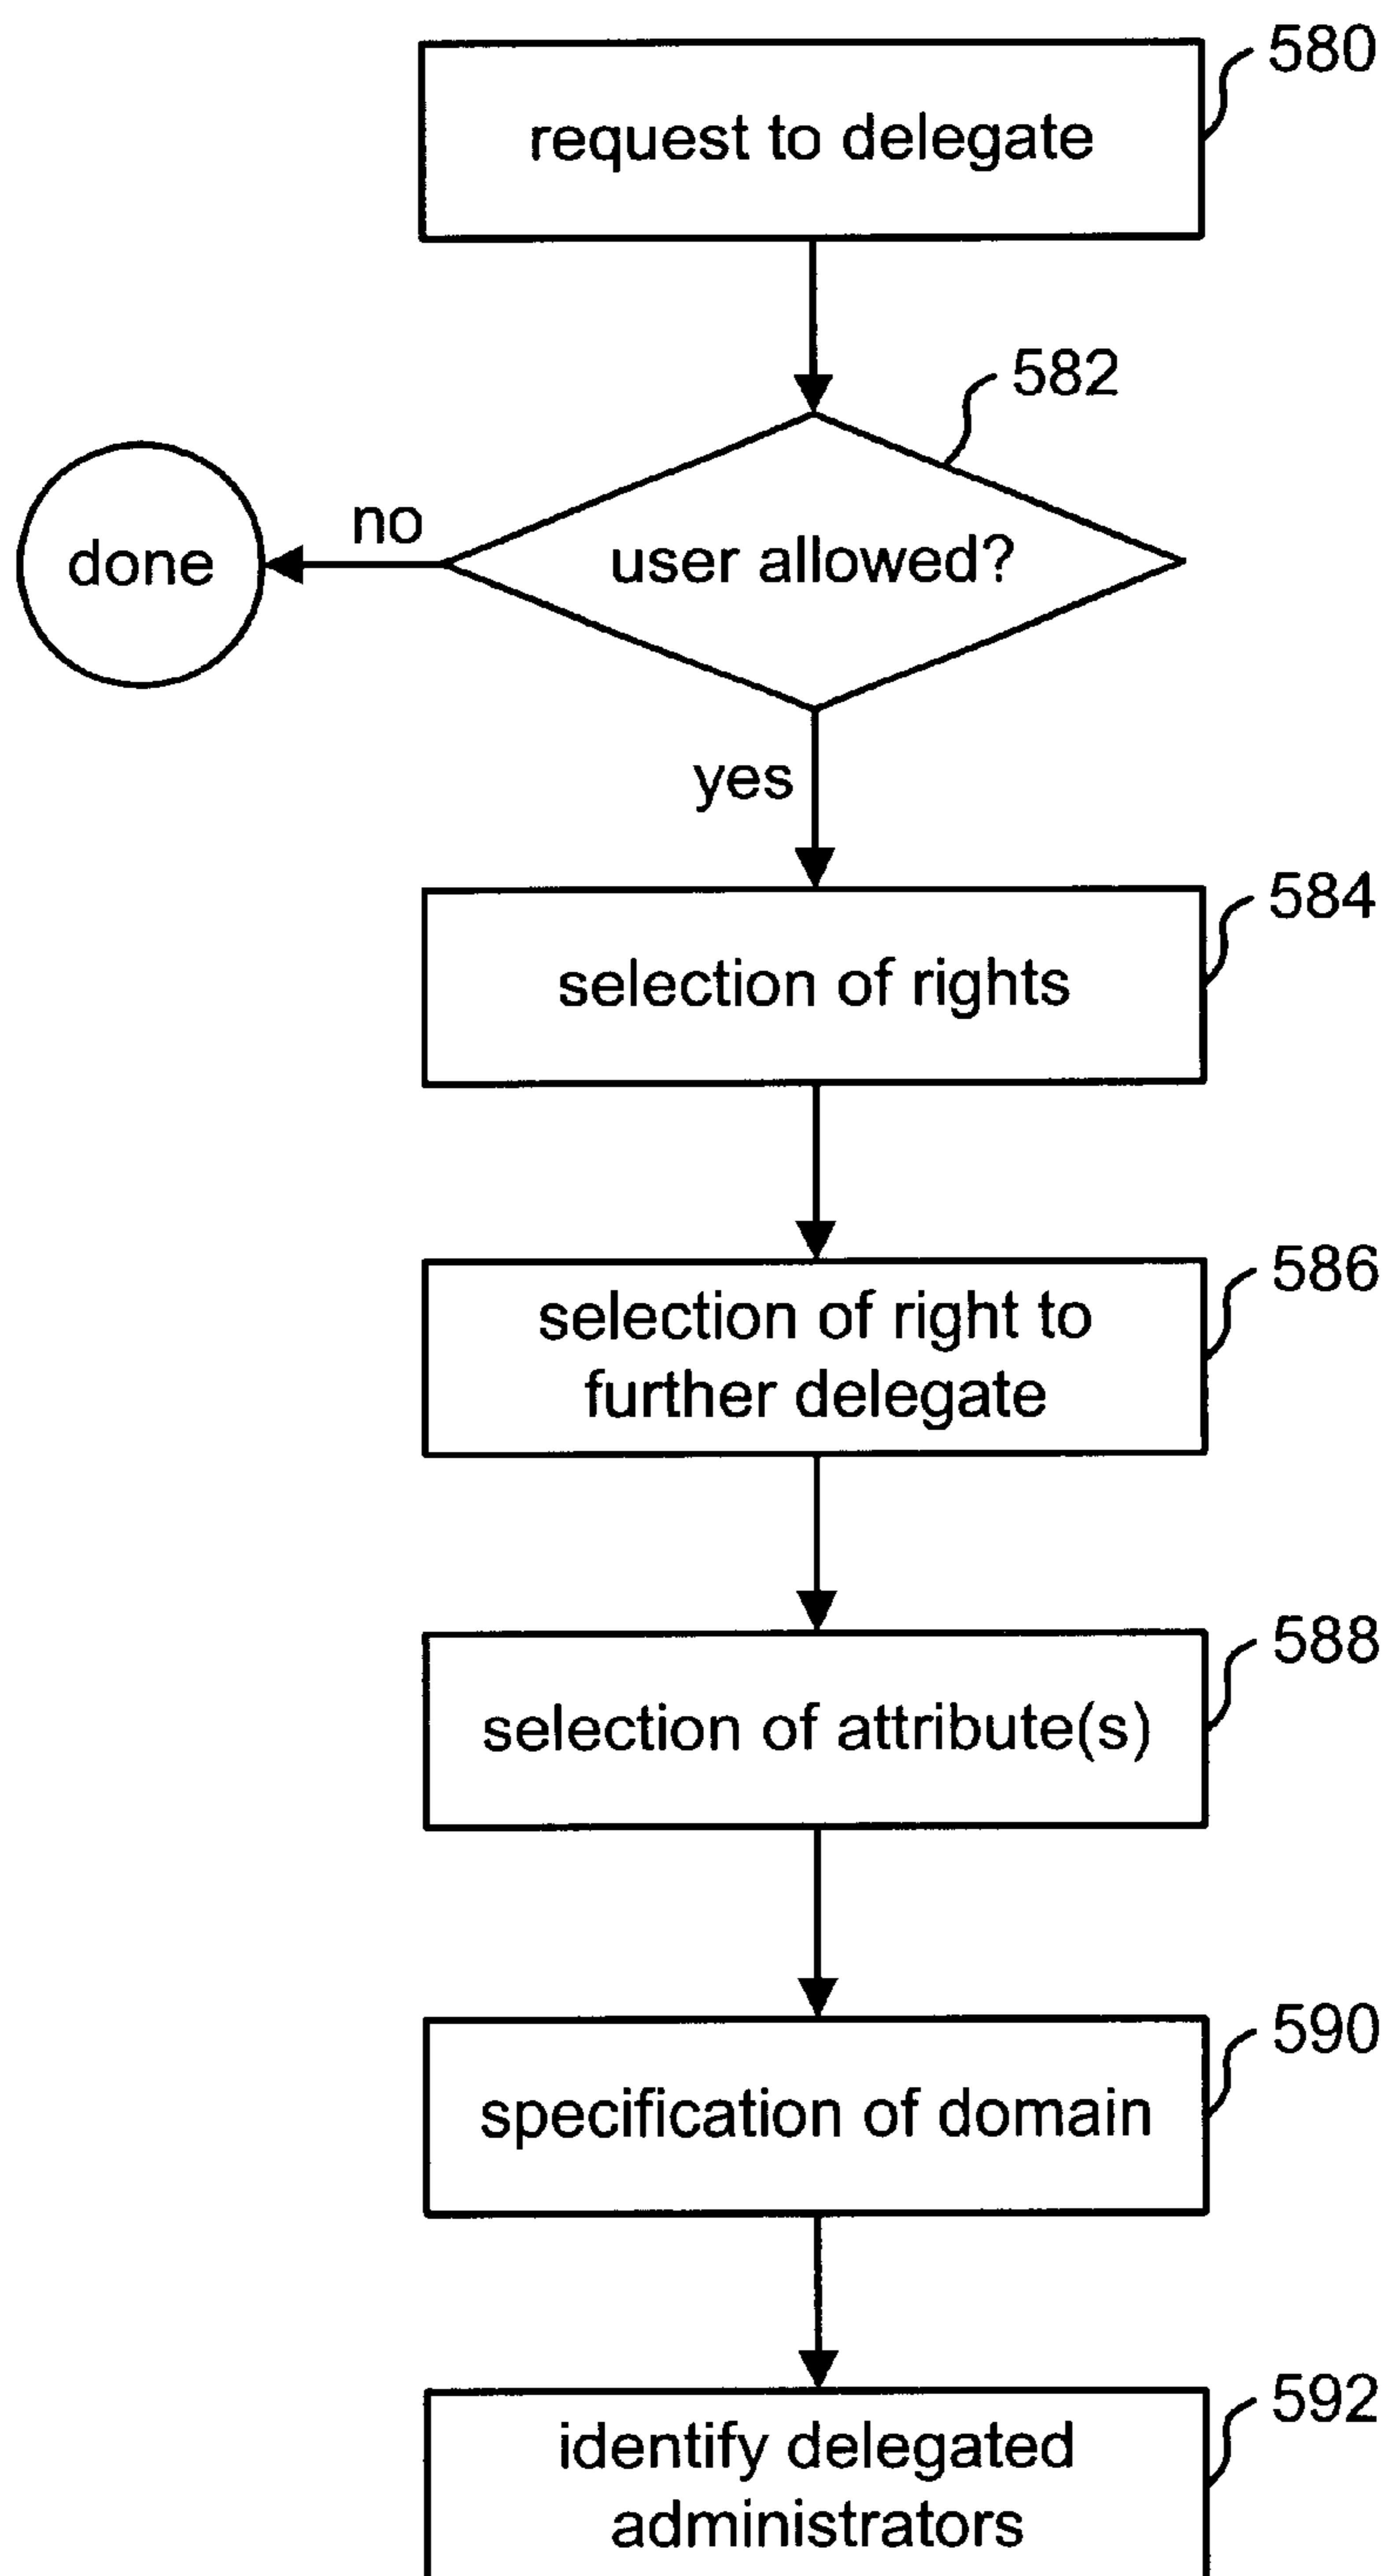 580
request to delegate
582
no
done
user allowed?
yes
584
selection of rights
586
selection of right to
further delegate
588
selection of attribute(s)
590
specification of domain
592
identify delegated
administrators